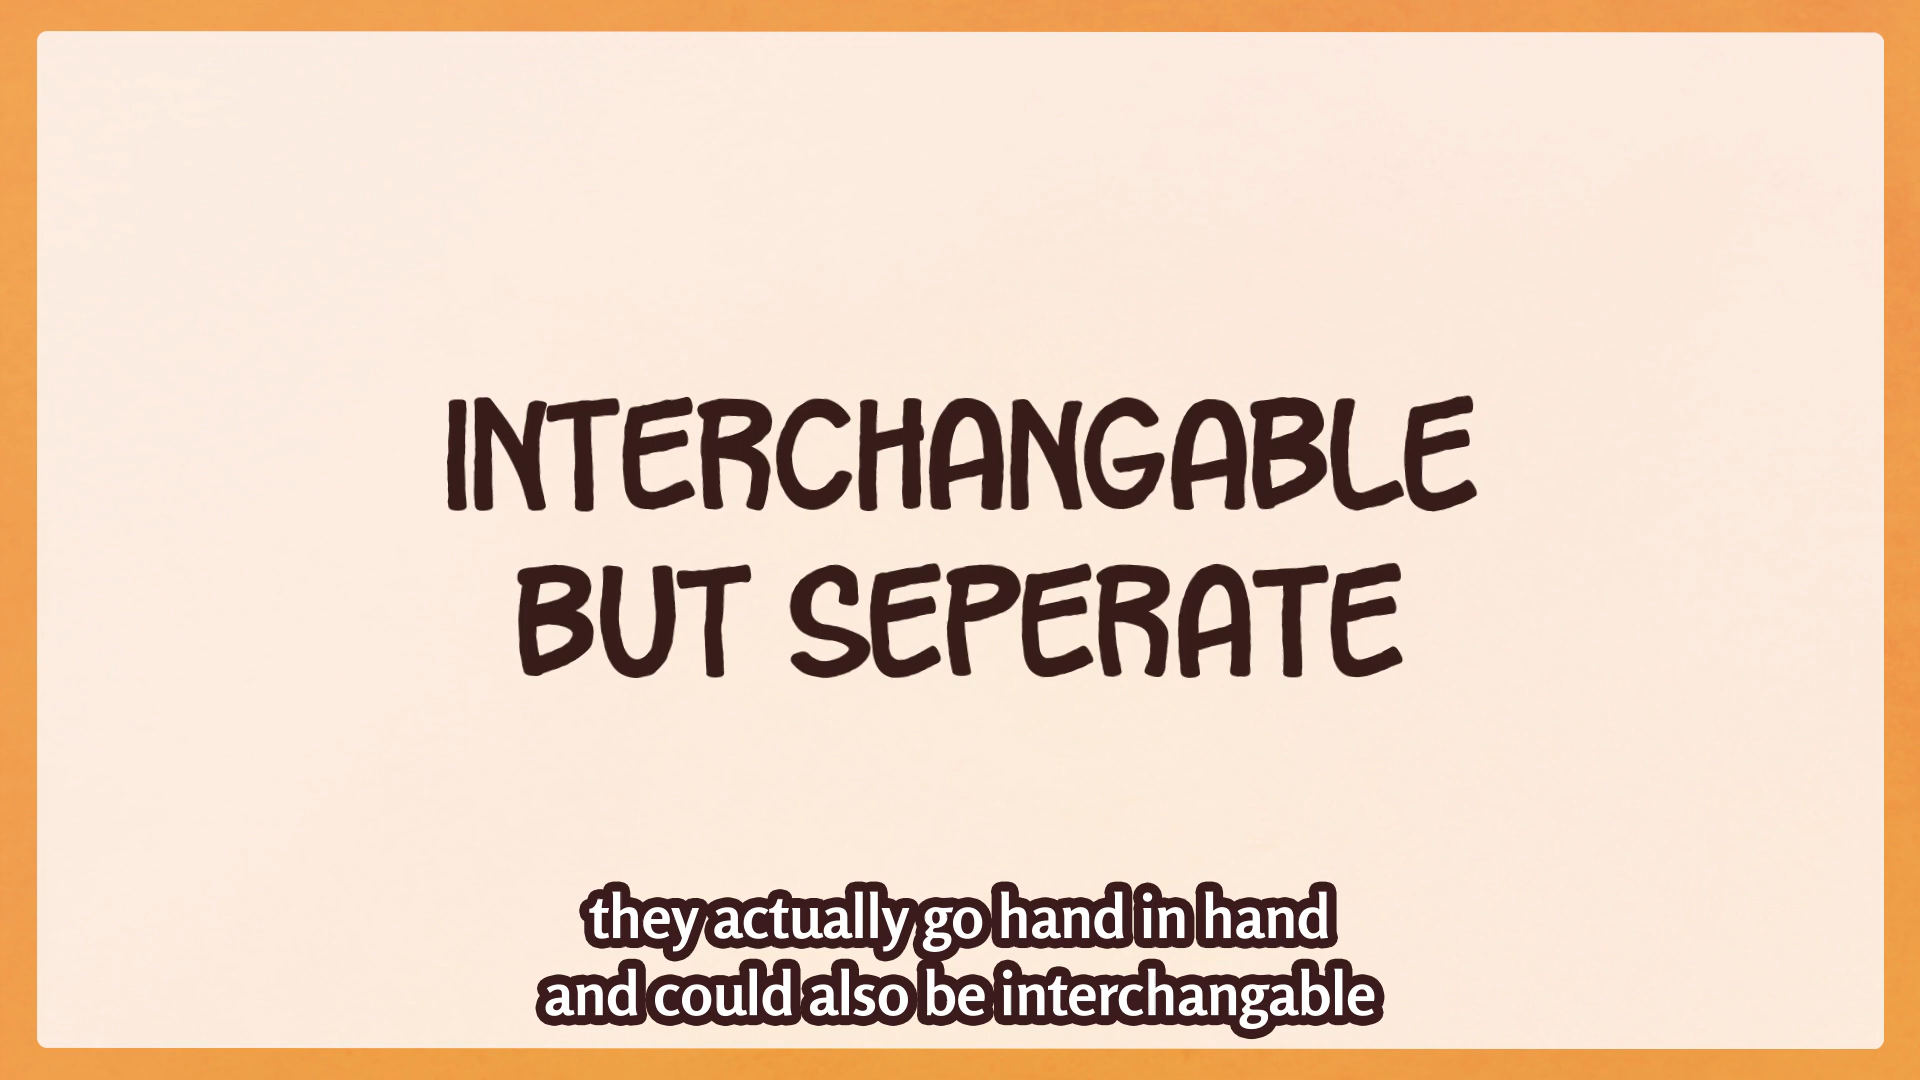 INTERCHANGABLE
BUT SEPERATE
they actually go hand in hand
and could also be interchangable